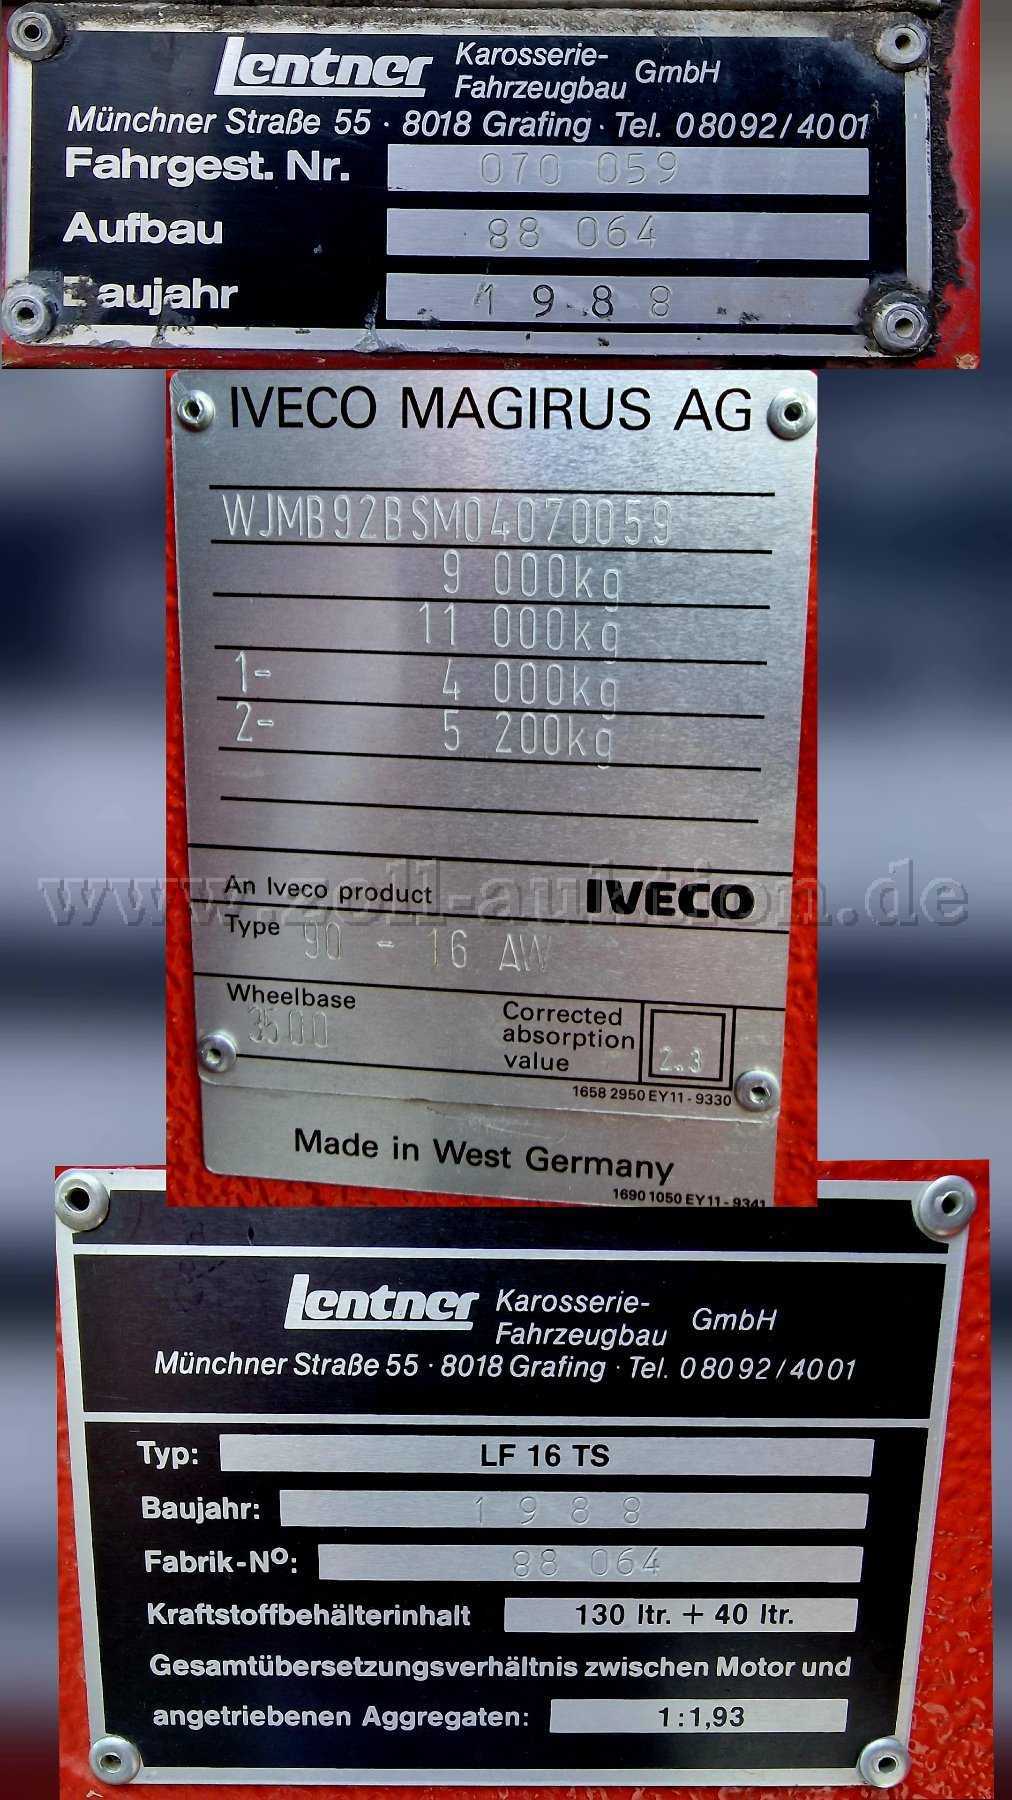 Lentner Karosserie-Fahrzeugbau GmbH
Münchner Straße 55 · 8018 Grafing · Tel. 08092/4001
Fahrgest. Nr. 070 059
Aufbau 88 064
Baujahr 1988
IVECO MAGIRUS AG
WJMB92BSM04070059
9 000kg
11 000kg
1- 4 000kg
2- 5 200kg
www.zoll-auktion.de
An Iveco product IVECO
Type 90 - 16 AW
Wheelbase
3500
Corrected
absorption
value 2.3
1658 2950 EY11-9330
Made in West Germany
1690 1050 EY11-9341
Lentner Karosserie-Fahrzeugbau GmbH
Münchner Straße 55 · 8018 Grafing · Tel. 08092/4001
Typ: LF 16 TS
Baujahr: 1988
Fabrik-Nº: 88 064
Kraftstoffbehälterinhalt 130 ltr. + 40 ltr.
Gesamtübersetzungsverhältnis zwischen Motor und
angetriebenen Aggregaten: 1:1,93